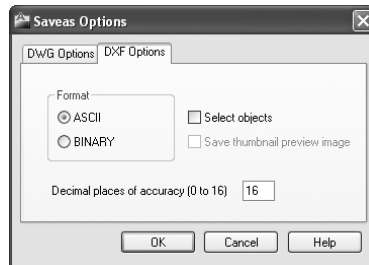 Saveas Options
DWG Options DXF Options
Format
ASCII
BINARY
Select objects
Save thumbnail preview image
Decimal places of accuracy (0 to 16) 16
OK Cancel Help